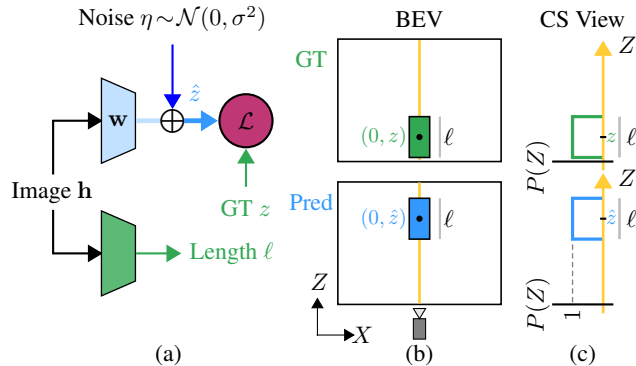 Noise η∼𝒩(0, σ²)
BEV
CS View
w
ẑ
ℒ
Image h
GT z
Length ℓ
GT
(0, z)
ℓ
Pred
(0, ẑ)
ℓ
Z
X
Z
z
ℓ
P(Z)
Z
ẑ
ℓ
P(Z)
1
(a)
(b)
(c)